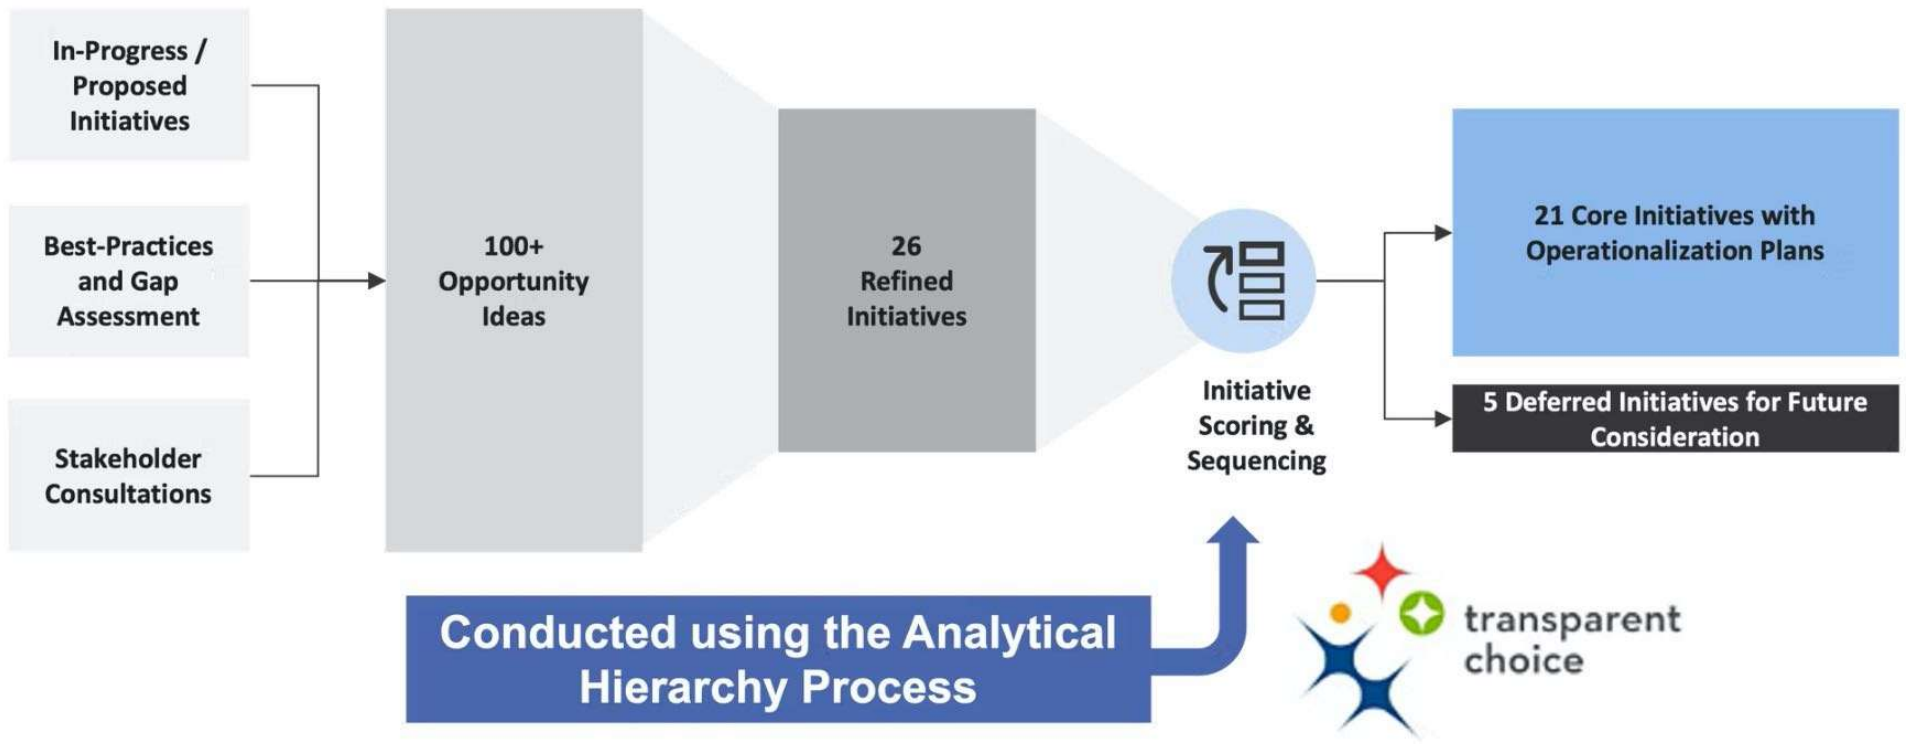 In-Progress /
Proposed
Initiatives
Best-Practices
and Gap
Assessment
Stakeholder
Consultations
100+
Opportunity
Ideas
26
Refined
Initiatives
Initiative
Scoring &
Sequencing
21 Core Initiatives with
Operationalization Plans
5 Deferred Initiatives for Future
Consideration
Conducted using the Analytical
Hierarchy Process
transparent
choice